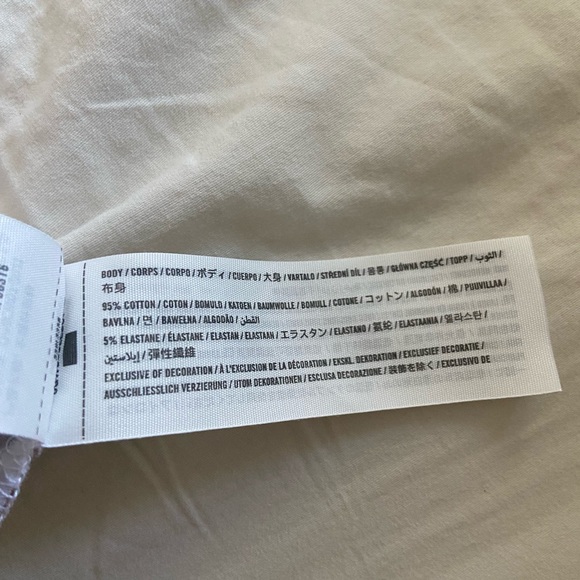 BODY / CORPS / CORPO / ボディ / CUERPO / 大身 / VARTALO / STŘEDNÍ DÍL / 몸통 / GŁÓWNA CZĘŚĆ / TOPP / الثوب /
布身
95% COTTON / COTON / BOMULD / KATOEN / BAUMWOLLE / BOMULL / COTONE / コットン / ALGODÓN / 棉 / PUUVILLAA /
BAVLNA / 면 / BAWEŁNA / ALGODÃO / القطن
5% ELASTANE / ÉLASTANE / ELASTAN / ELASTAAN / エラスタン / ELASTANO / 氨纶 / ELASTAANIA / 엘라스탄 /
إيلاستين / 彈性纖維
EXCLUSIVE OF DECORATION / À L'EXCLUSION DE LA DÉCORATION / EKSKL. DEKORATION / EXCLUSIEF DECORATIE /
AUSSCHLIESSLICH VERZIERUNG / UTOM DEKORATIONEN / ESCLUSA DECORAZIONE / 装飾を除く / EXCLUSIVO DE